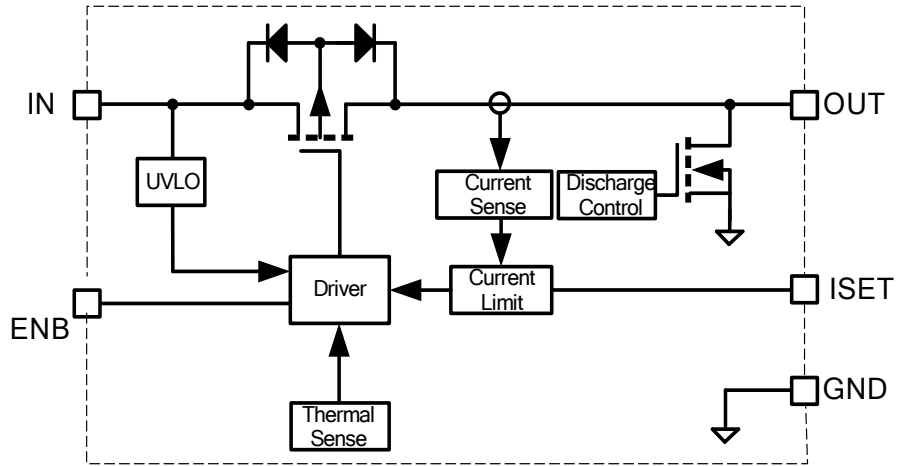 IN
OUT
UVLO
Current
Sense
Discharge
Control
Driver
Current
Limit
ISET
ENB
GND
Thermal
Sense